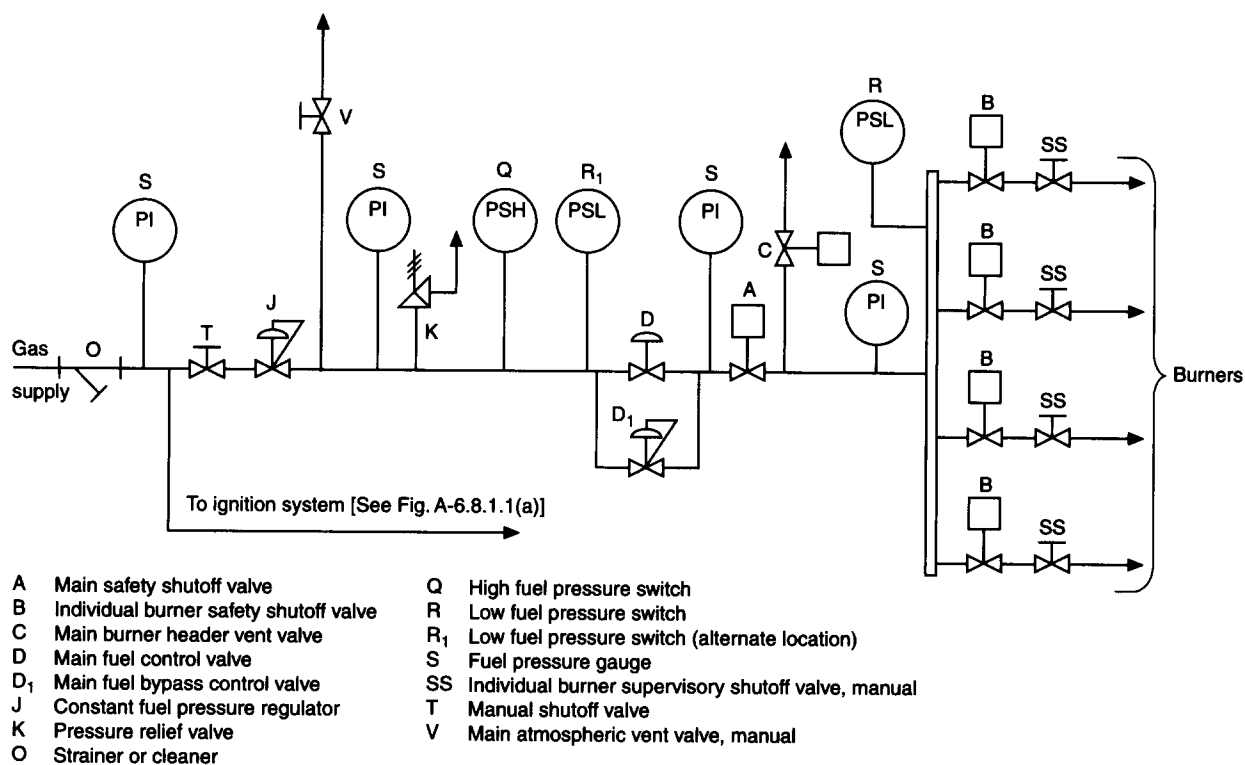 V
R
PSL
B
SS
S
PI
S
PI
Q
PSH
R₁
PSL
S
PI
C
B
SS
S
PI
A
J
K
D
T
Gas
supply
O
D₁
B
SS
Burners
B
SS
To ignition system [See Fig. A-6.8.1.1(a)]
A Main safety shutoff valve
B Individual burner safety shutoff valve
C Main burner header vent valve
D Main fuel control valve
D₁ Main fuel bypass control valve
J Constant fuel pressure regulator
K Pressure relief valve
O Strainer or cleaner
Q High fuel pressure switch
R Low fuel pressure switch
R₁ Low fuel pressure switch (alternate location)
S Fuel pressure gauge
SS Individual burner supervisory shutoff valve, manual
T Manual shutoff valve
V Main atmospheric vent valve, manual